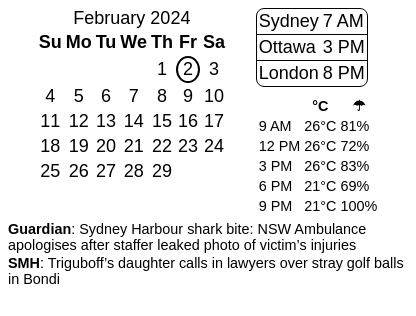 February 2024
Su Mo Tu We Th Fr Sa
1 2 3
4 5 6 7 8 9 10
11 12 13 14 15 16 17
18 19 20 21 22 23 24
25 26 27 28 29
Sydney 7 AM
Ottawa 3 PM
London 8 PM
°C ☂
9 AM 26°C 81%
12 PM 26°C 72%
3 PM 26°C 83%
6 PM 21°C 69%
9 PM 21°C 100%
Guardian: Sydney Harbour shark bite: NSW Ambulance
apologises after staffer leaked photo of victim’s injuries
SMH: Triguboff’s daughter calls in lawyers over stray golf balls
in Bondi